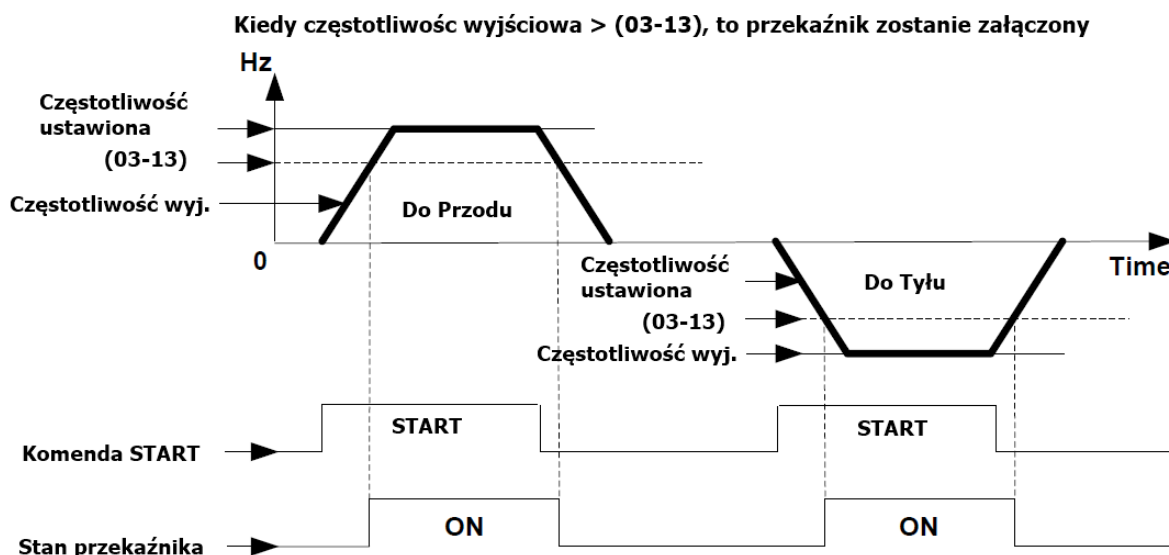 Kiedy częstotliwośc wyjściowa > (03-13), to przekaźnik zostanie załączony
Hz
Częstotliwość
ustawiona
(03-13)
Częstotliwość wyj.
Do Przodu
0
Time
Częstotliwość
ustawiona
Do Tyłu
(03-13)
Częstotliwość wyj.
START
START
Komenda START
ON
ON
Stan przekaźnika